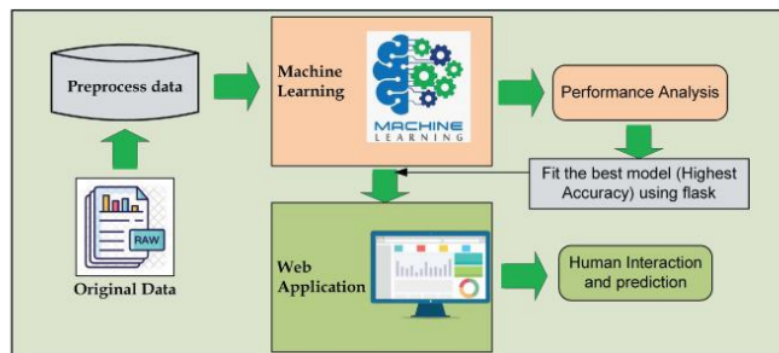 Preprocess data
Machine
Learning
MACHINE
LEARNING
Performance Analysis
Fit the best model (Highest
Accuracy) using flask
RAW
Original Data
Web
Application
Human Interaction
and prediction